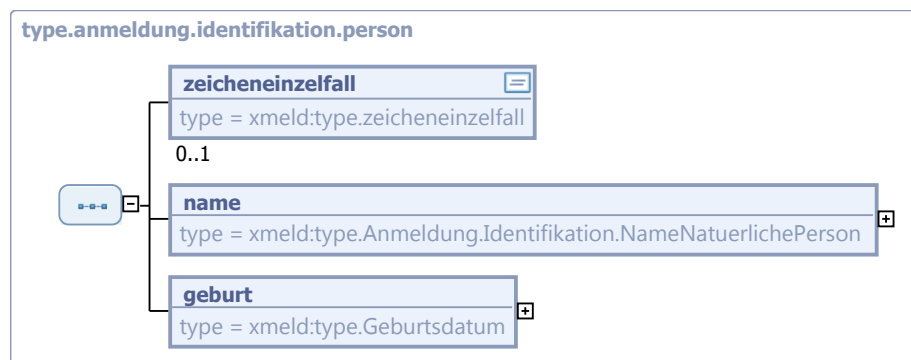 type.anmeldung.identifikation.person
zeicheneinzelfall
type = xmeld:type.zeicheneinzelfall
0..1
name
type = xmeld:type.Anmeldung.Identifikation.NameNatuerlichePerson
geburt
type = xmeld:type.Geburtsdatum